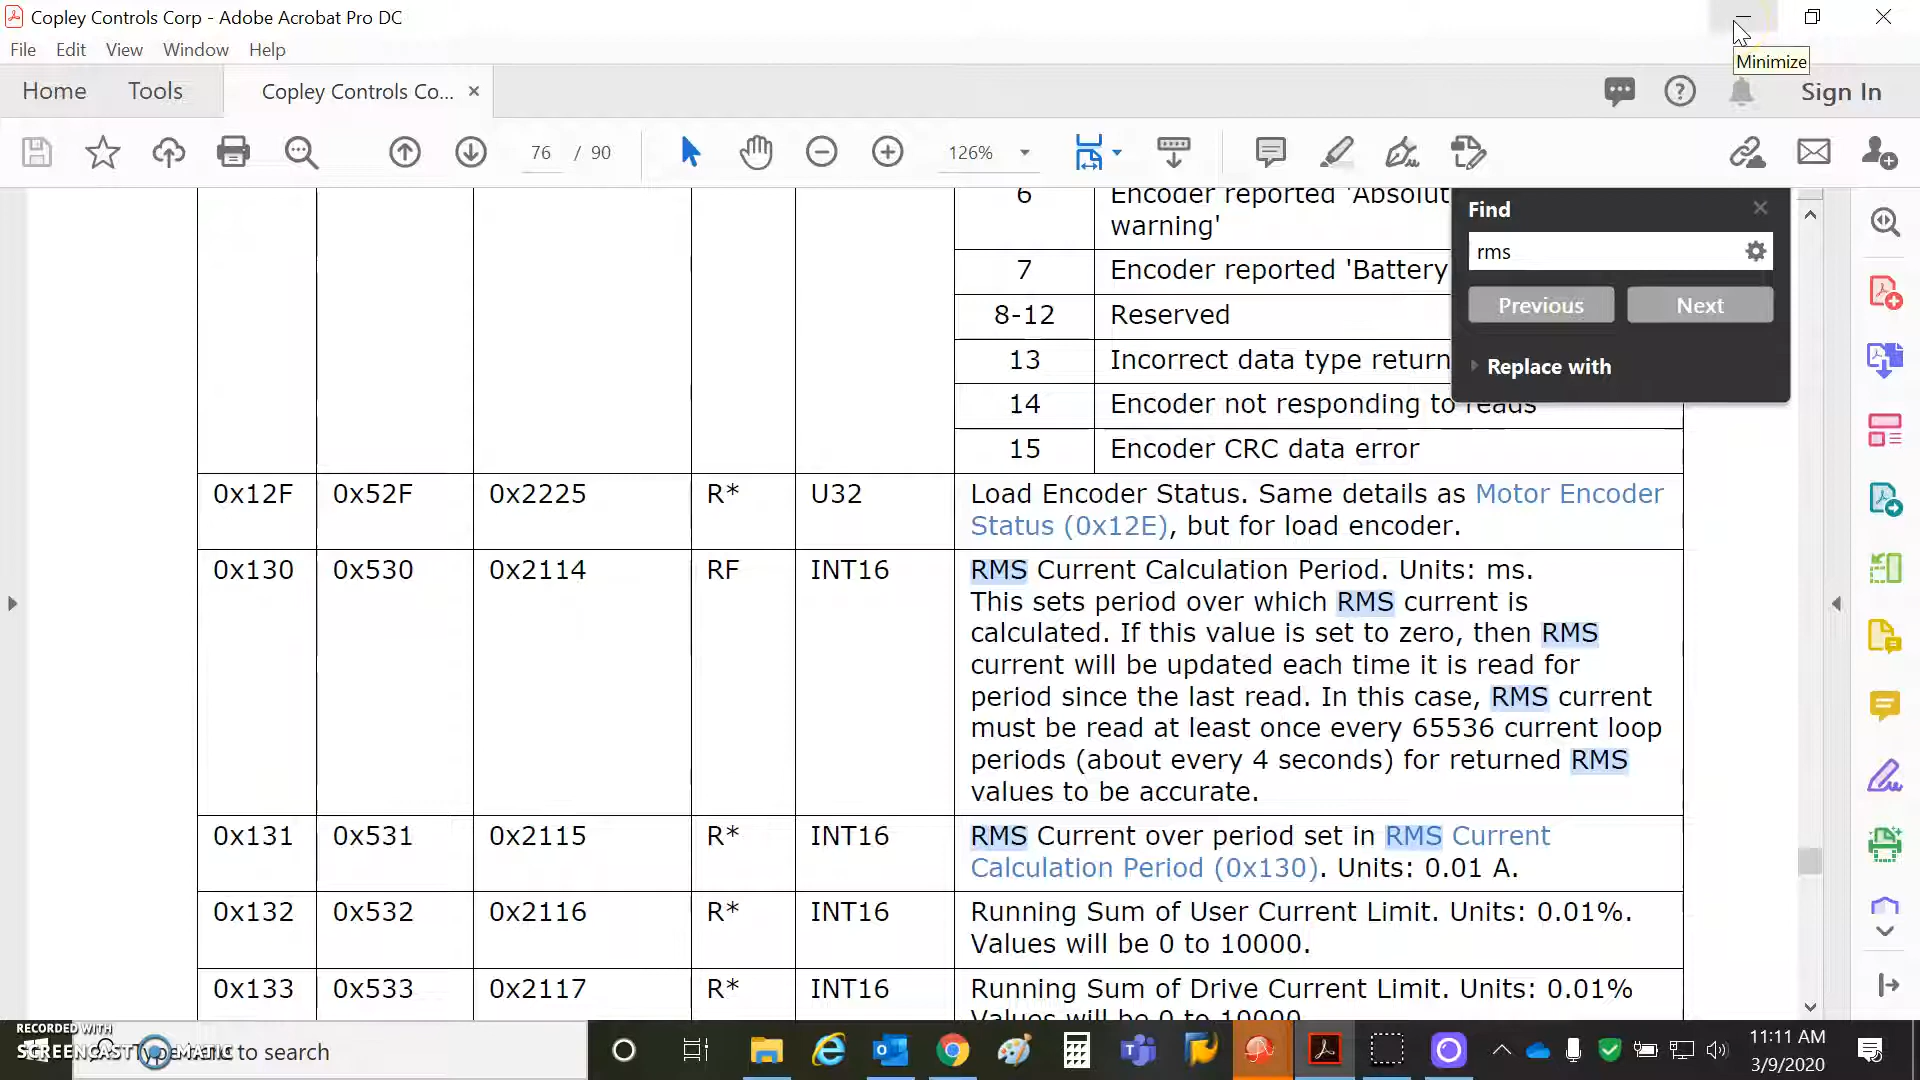 Copley Controls Corp - Adobe Acrobat Pro DC
File Edit View Window Help
Minimize
Home Tools Copley Controls Co... × Sign In
76 / 90 126%
Find
rms
Previous Next
Replace with
6 Encoder reported 'Absolut
warning'
7 Encoder reported 'Battery
8-12 Reserved
13 Incorrect data type return
14 Encoder not responding to reads
15 Encoder CRC data error
0x12F 0x52F 0x2225 R* U32 Load Encoder Status. Same details as Motor Encoder
Status (0x12E), but for load encoder.
0x130 0x530 0x2114 RF INT16 RMS Current Calculation Period. Units: ms.
This sets period over which RMS current is
calculated. If this value is set to zero, then RMS
current will be updated each time it is read for
period since the last read. In this case, RMS current
must be read at least once every 65536 current loop
periods (about every 4 seconds) for returned RMS
values to be accurate.
0x131 0x531 0x2115 R* INT16 RMS Current over period set in RMS Current
Calculation Period (0x130). Units: 0.01 A.
0x132 0x532 0x2116 R* INT16 Running Sum of User Current Limit. Units: 0.01%.
Values will be 0 to 10000.
0x133 0x533 0x2117 R* INT16 Running Sum of Drive Current Limit. Units: 0.01%
Values will be 0 to 10000
RECORDED WITH
SCREENCAST MATIC
Type here to search
11:11 AM
3/9/2020